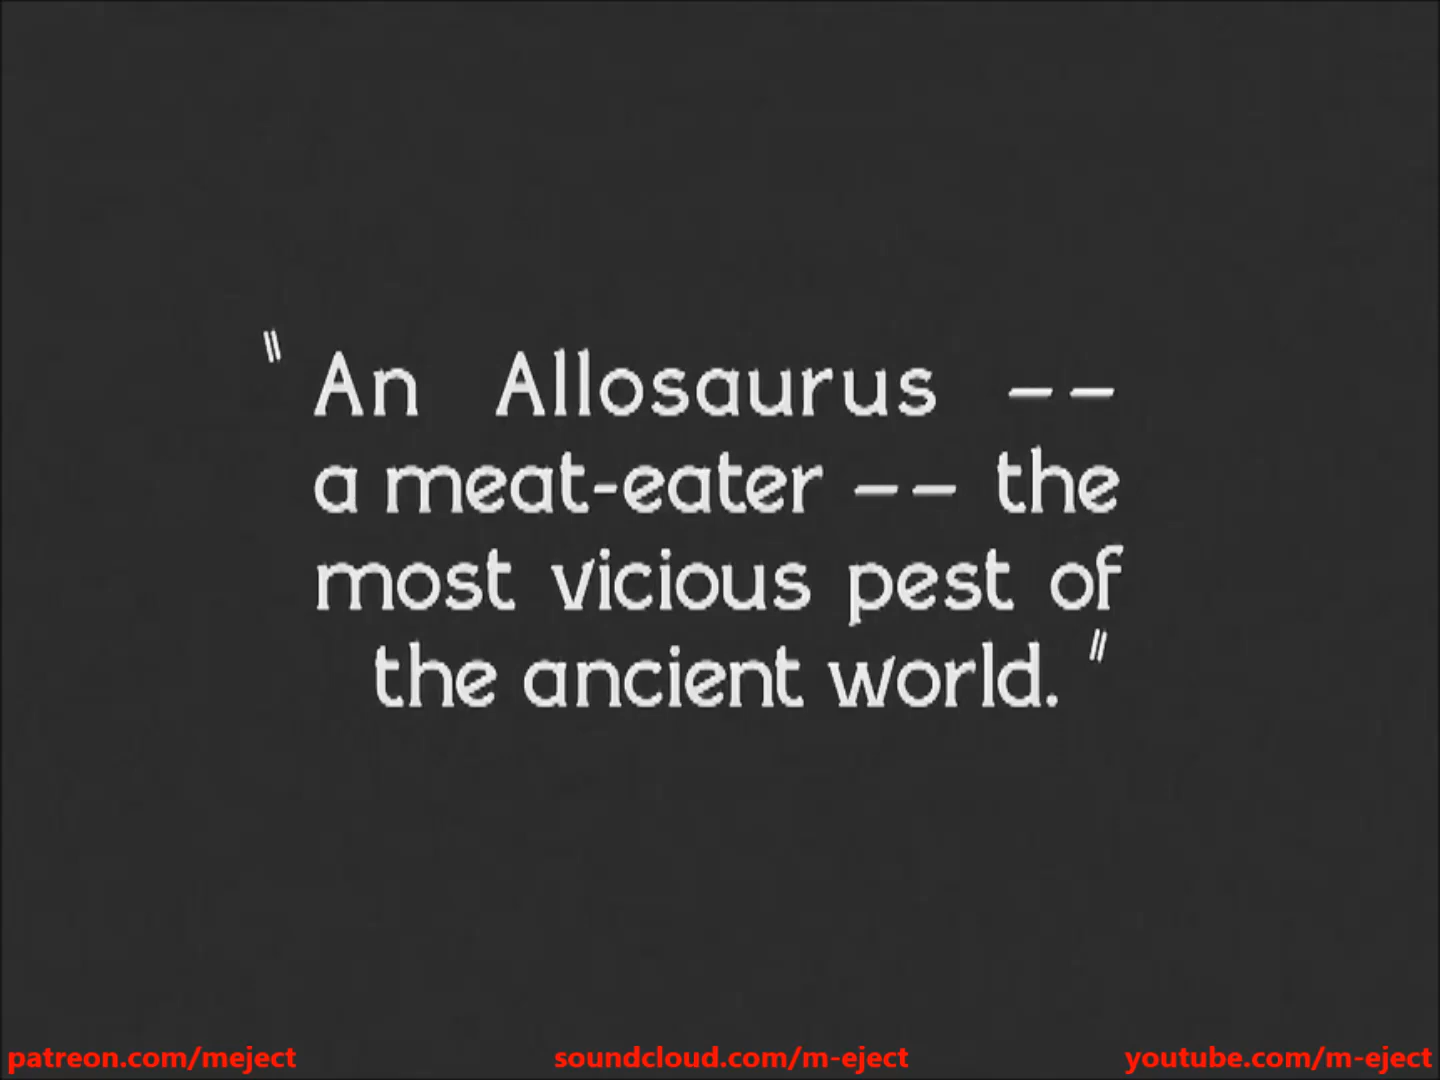 " An Allosaurus --
a meat-eater -- the
most vicious pest of
the ancient world. "
patreon.com/meject soundcloud.com/m-eject youtube.com/m-eject